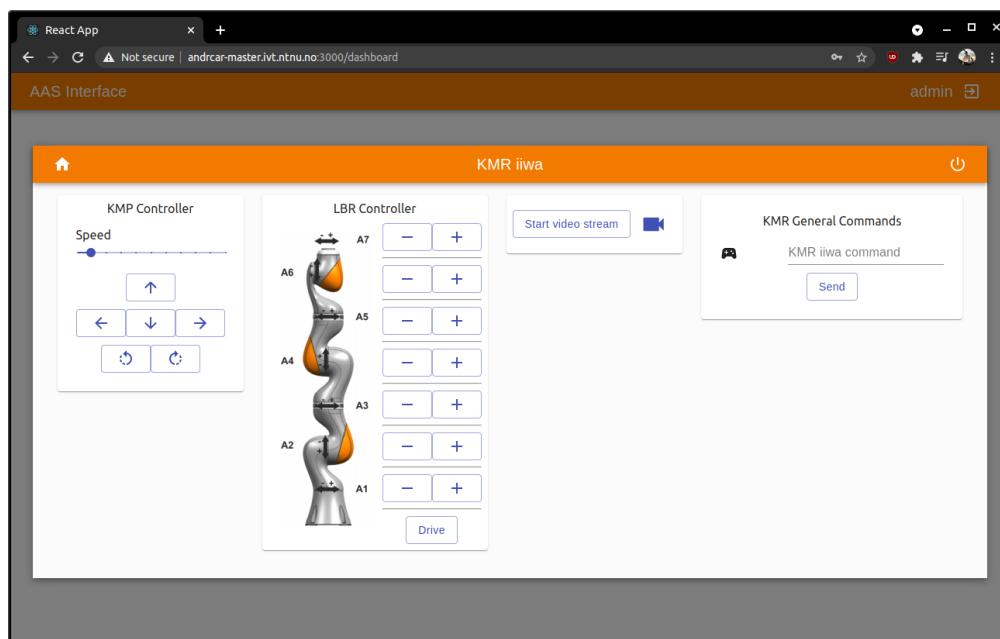 React App
Not secure | andrcar-master.ivt.ntnu.no:3000/dashboard
AAS Interface
admin
KMR iiwa
KMP Controller
Speed
LBR Controller
A7
A6
A5
A4
A3
A2
A1
Drive
Start video stream
KMR General Commands
KMR iiwa command
Send